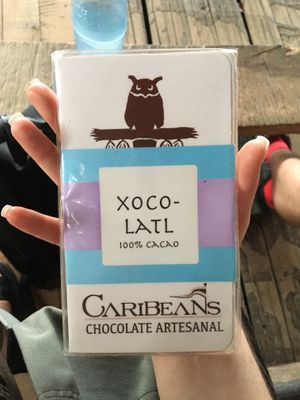 XOCO-
LATL
100% CACAO
CARIBEANS
CHOCOLATE ARTESANAL